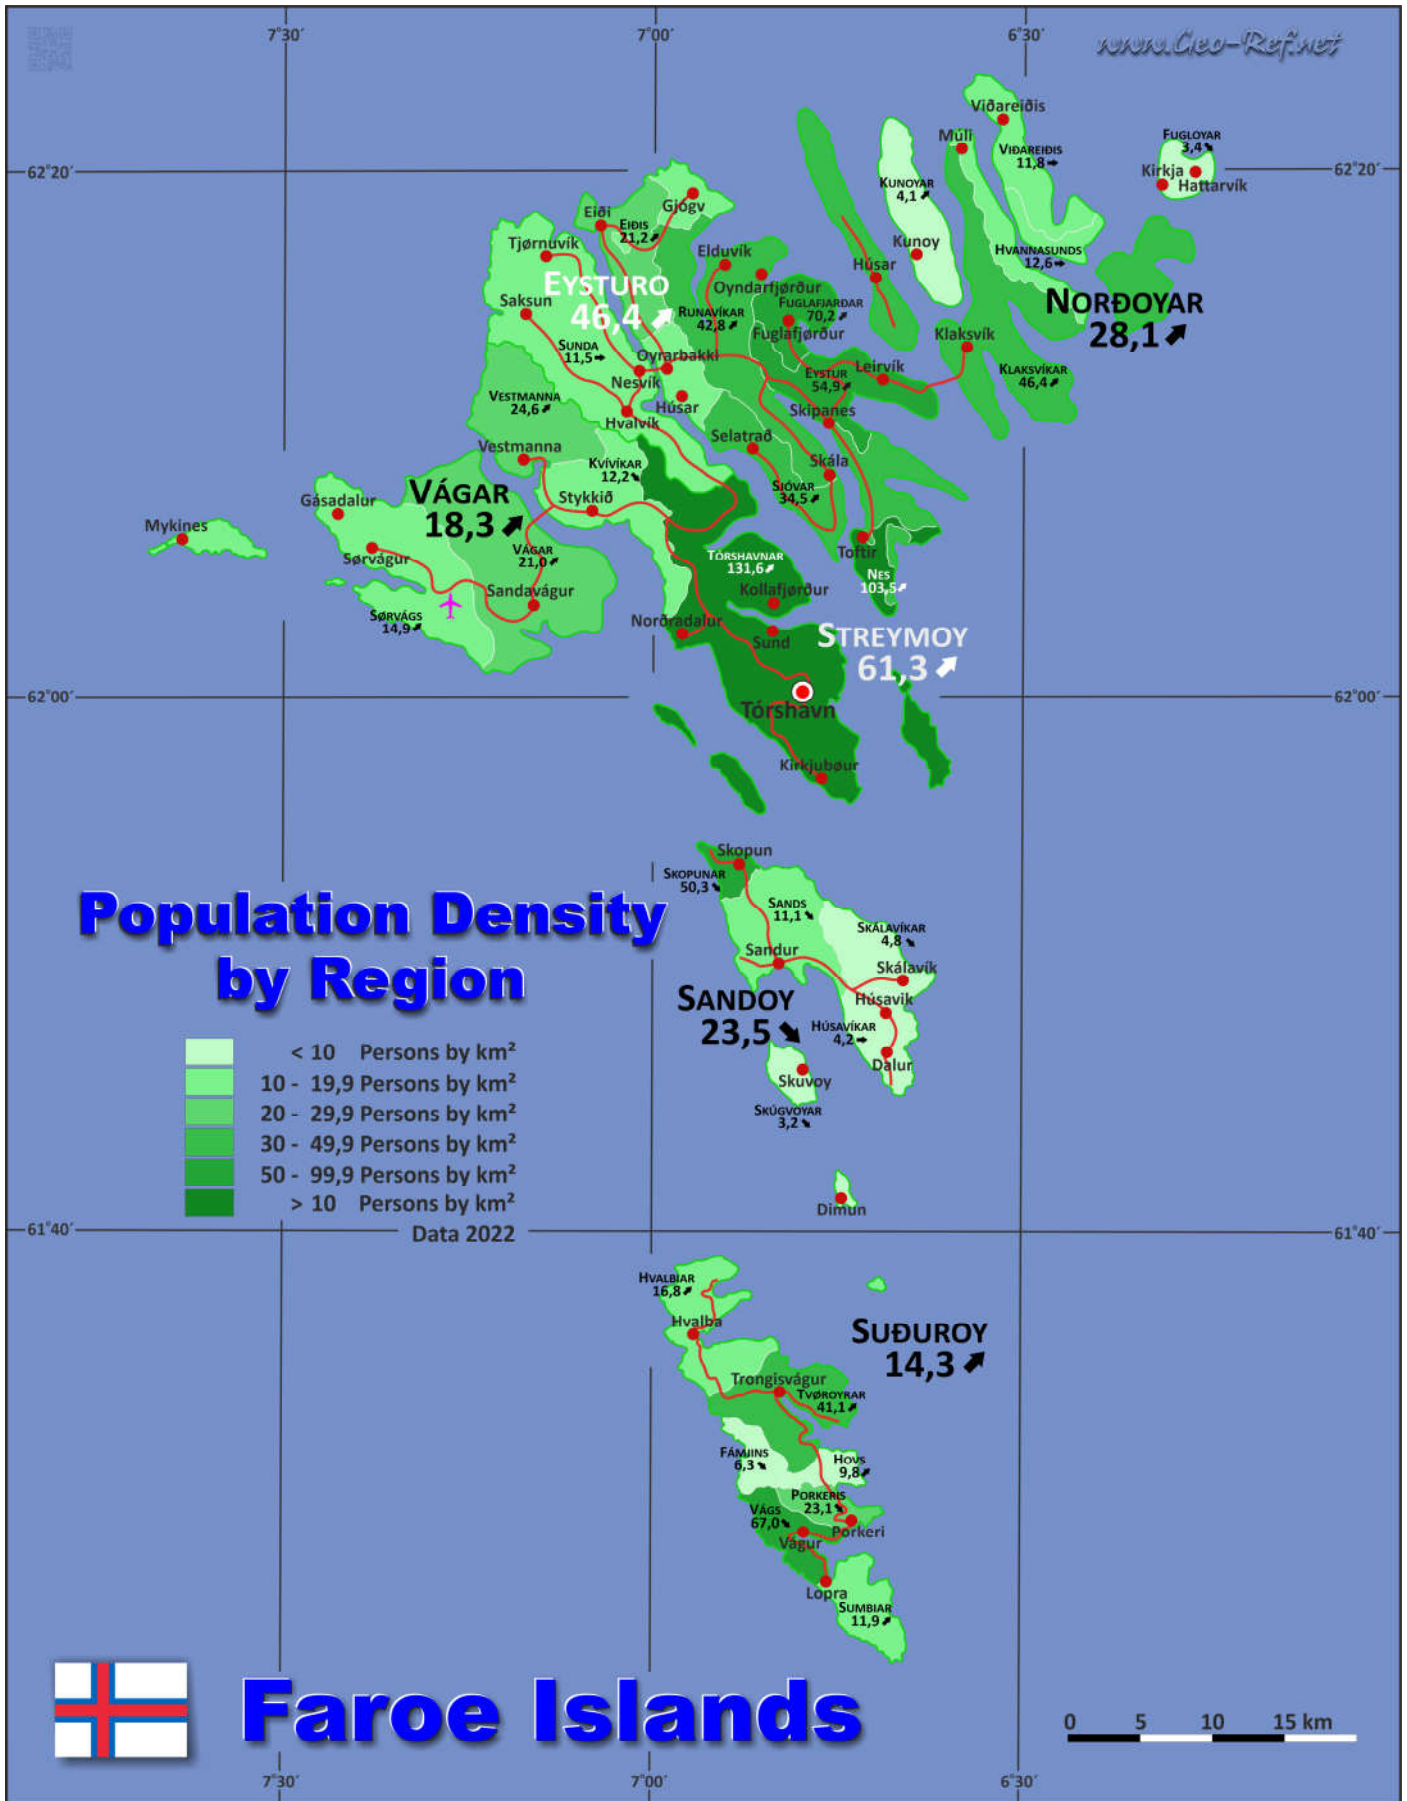 7°30′ 7°00′ 6°30′
www.Geo-Ref.net
Viðareiðis
Múli
Fugloyar
3,4
Viðareiðis
11,8
Kirkja
Hattarvík
62°20′ 62°20′
Kunoyar
4,1
Gjógv
Eiði
Eiðis
21,2
Tjørnuvík
Kunoy
Hvannasunds
12,6
Elduvík
Húsar
Oyndarfjørður
Eysturo
46,4
Saksun
Norðoyar
28,1
Fuglafjarðar
70,2
Runavíkar
42,8
Fuglafjørður
Klaksvík
Sunda
11,5
Oyrarbakki
Leirvík
Nesvík
Eystur
54,9
Klaksvíkar
46,4
Vestmanna
24,6
Húsar
Hvalvík
Skipanes
Selatrað
Vestmanna
Kvívíkar
12,2
Skála
Sjóvar
34,5
Vágar
18,3
Stykkið
Gásadalur
Mykines
Sørvágur
Vágar
21,0
Tórshavnar
131,6
Toftir
Nes
103,5
Sandavágur
Kollafjørður
Sørvágs
14,9
Norðradalur
Sund
Streymoy
61,3
62°00′ 62°00′
Tórshavn
Kirkjubøur
Skopun
Skopunar
50,3
Population Density
by Region
Sands
11,1
Skálavíkar
4,8
Sandur
Skálavík
Sandoy
23,5
Húsavik
Húsavíkar
4,2
Dalur
Skuvoy
Skúgvoyar
3,2
< 10 Persons by km²
10 - 19,9 Persons by km²
20 - 29,9 Persons by km²
30 - 49,9 Persons by km²
50 - 99,9 Persons by km²
> 10 Persons by km²
Data 2022
Dimun
61°40′ 61°40′
Hvalbiar
16,8
Hvalba
Suðuroy
14,3
Trongisvágur
Tvøroyrar
41,1
Fámjins
6,3
Hovs
9,8
Porkeris
23,1
Vágs
67,0
Porkeri
Vágur
Lopra
Sumbiar
11,9
Faroe Islands
0 5 10 15 km
7°30′ 7°00′ 6°30′